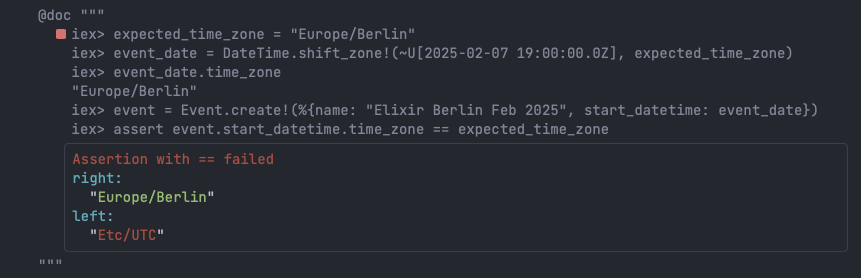 @doc """
iex> expected_time_zone = "Europe/Berlin"
iex> event_date = DateTime.shift_zone!(~U[2025-02-07 19:00:00.0Z], expected_time_zone)
iex> event_date.time_zone
"Europe/Berlin"
iex> event = Event.create!(%{name: "Elixir Berlin Feb 2025", start_datetime: event_date})
iex> assert event.start_datetime.time_zone == expected_time_zone
Assertion with == failed
right:
"Europe/Berlin"
left:
"Etc/UTC"
"""